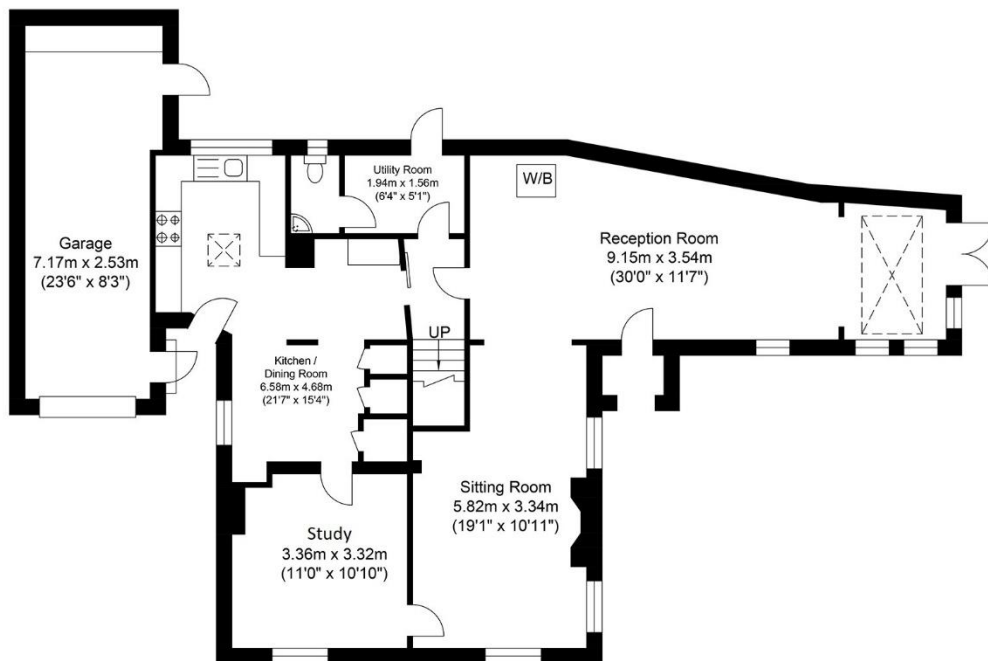 Utility Room
1.94m x 1.56m
(6'4" x 5'1")
W/B
Garage
7.17m x 2.53m
(23'6" x 8'3")
Reception Room
9.15m x 3.54m
(30'0" x 11'7")
UP
Kitchen /
Dining Room
6.58m x 4.68m
(21'7" x 15'4")
Sitting Room
5.82m x 3.34m
(19'1" x 10'11")
Study
3.36m x 3.32m
(11'0" x 10'10")